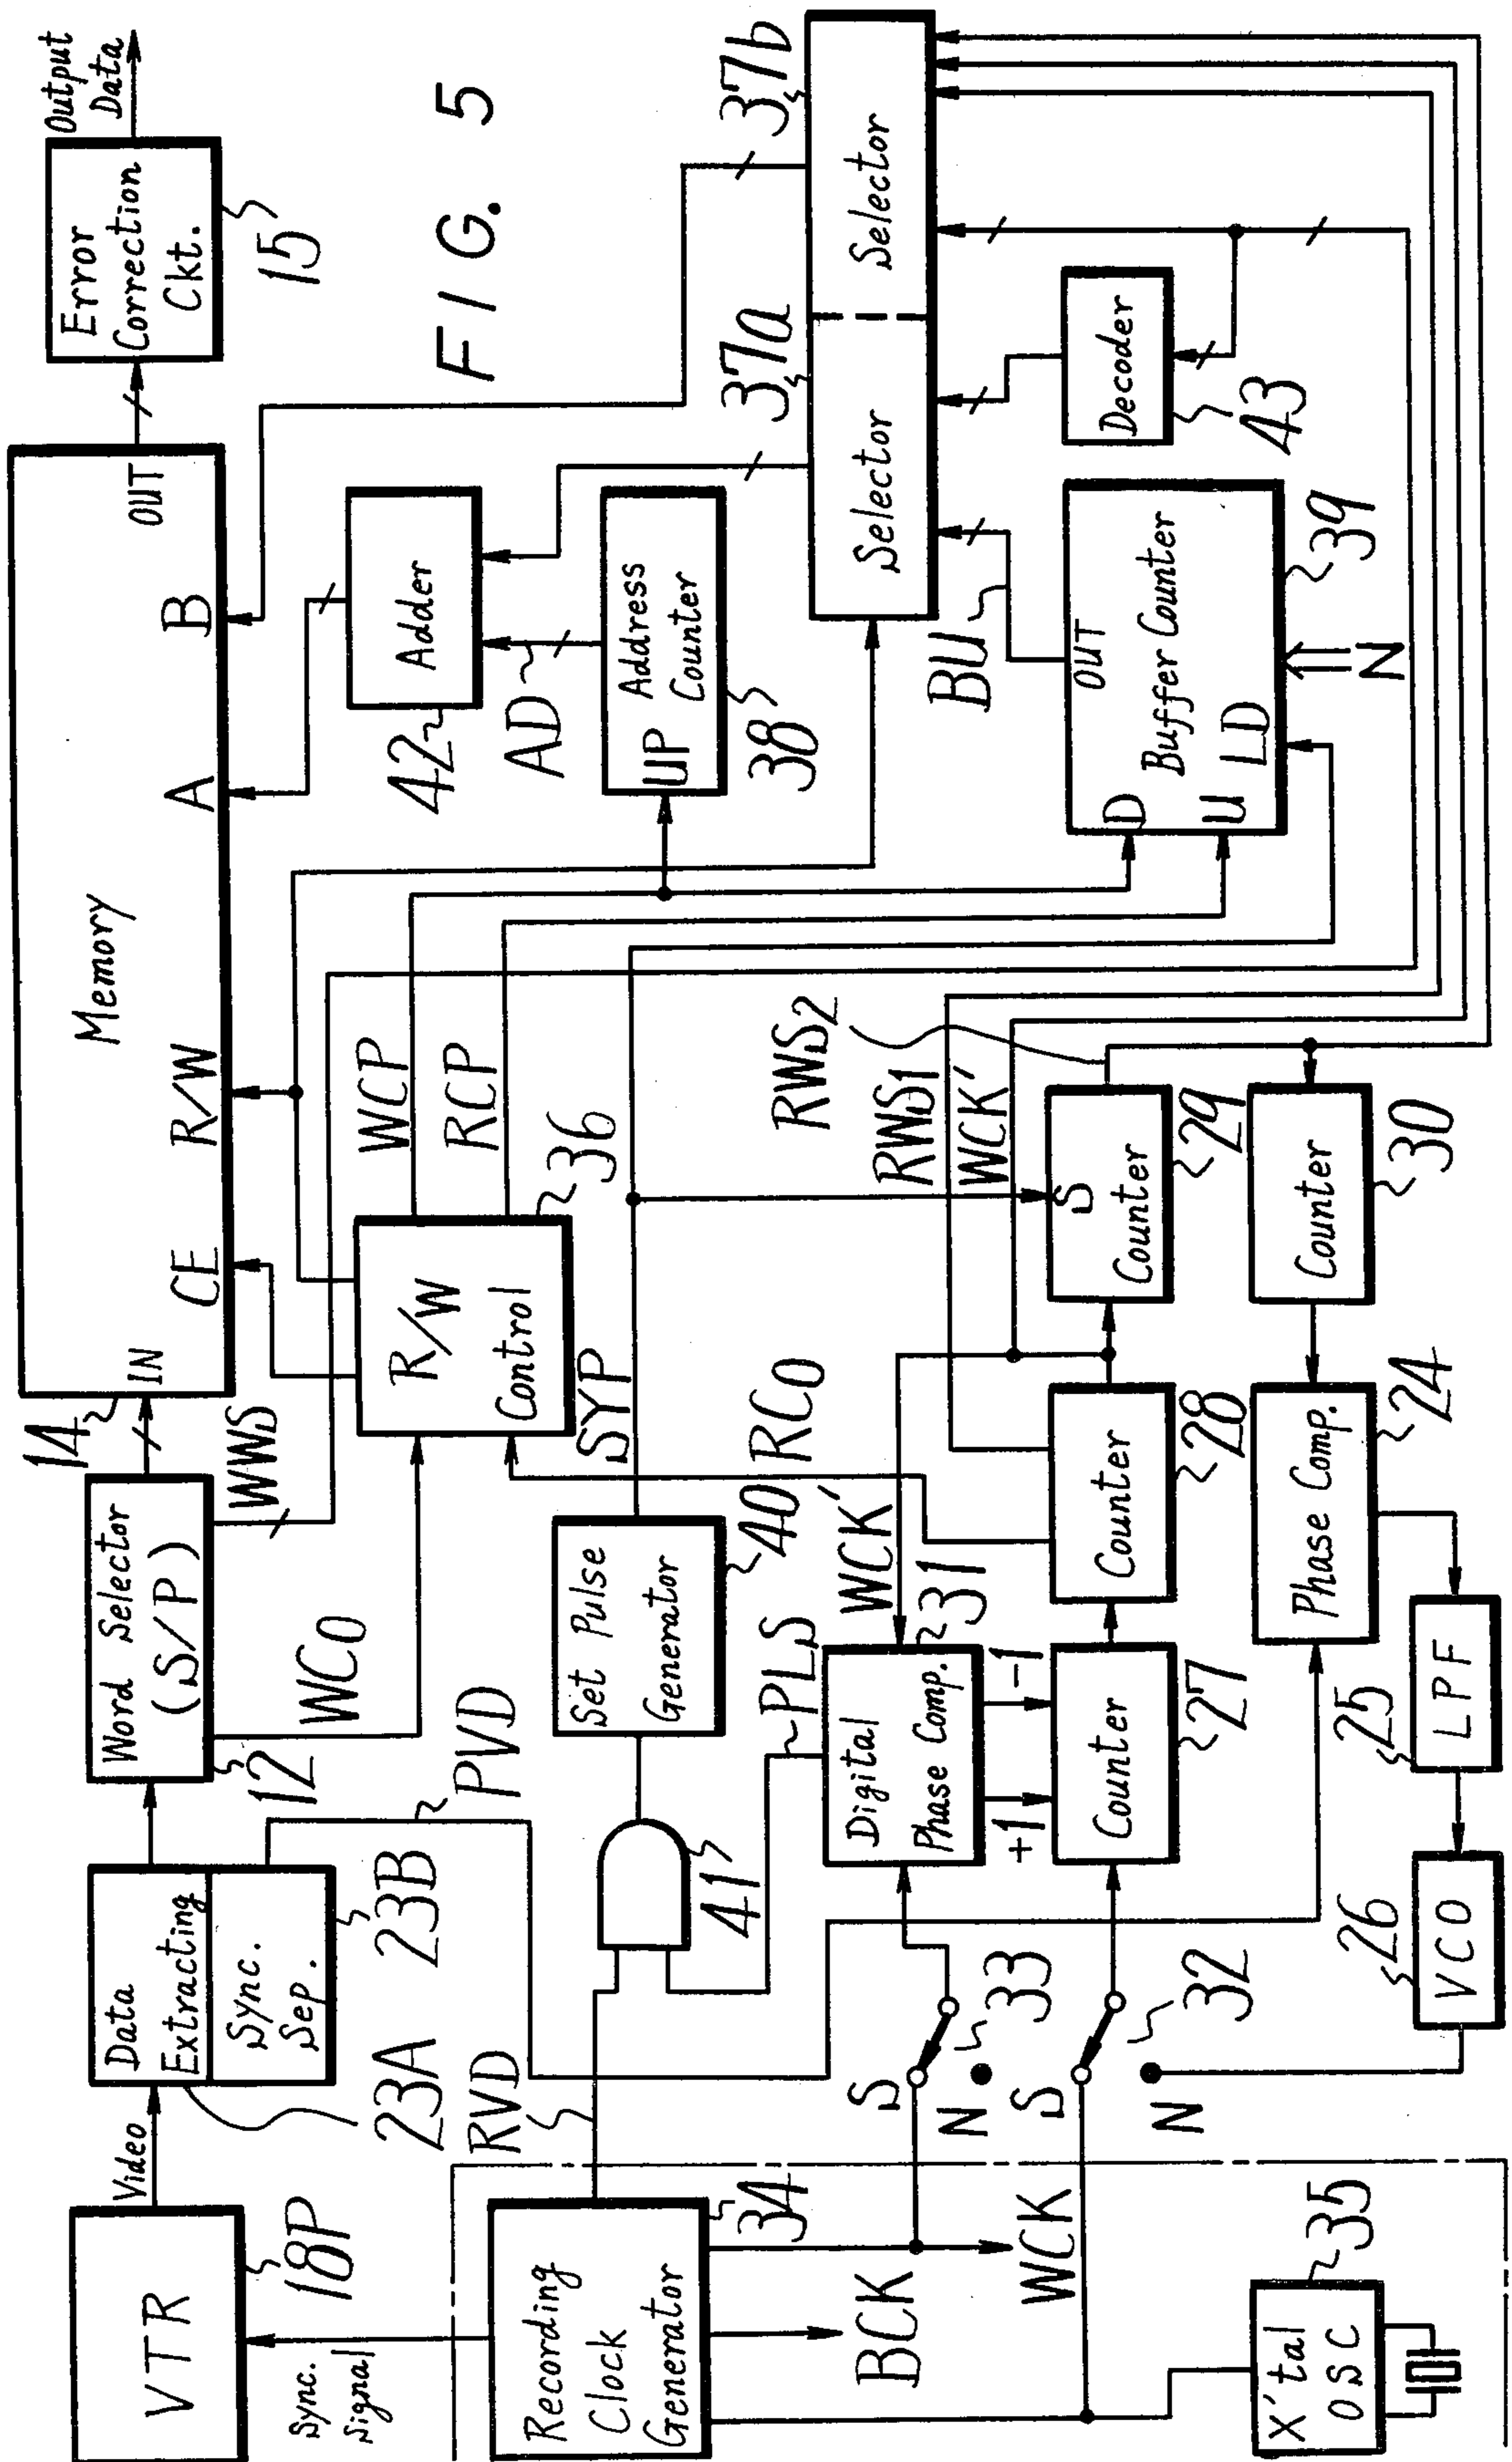 FIG. 5
VTR
18P
Video
Sync.
Signal
Data
Extracting
Sync.
Sep.
23A
23B
PVD
Word Selector
(S/P)
12
WWS
WC0
14
Memory
IN
CE
R/W
A
B
OUT
Error
Correction
Ckt.
15
Output
Data
R/W
Control
36
WCP
RCP
Adder
42
AD
UP
Address
Counter
38
37a
Selector
37b
Selector
Recording
Clock
Generator
34
RVD
BCK
WCK
41
Set Pulse
Generator
40
SYP
RC0
PLS
Digital
Phase Comp.
31
WCK'
+1
-1
Counter
27
Counter
28
RWS1
WCK'
RWS2
S
Counter
29
Counter
30
Phase Comp.
24
LPF
25
VCO
26
S
N
33
S
N
32
X'tal
OSC
35
D
U
LD
OUT
Buffer Counter
39
N
BU
Decoder
43